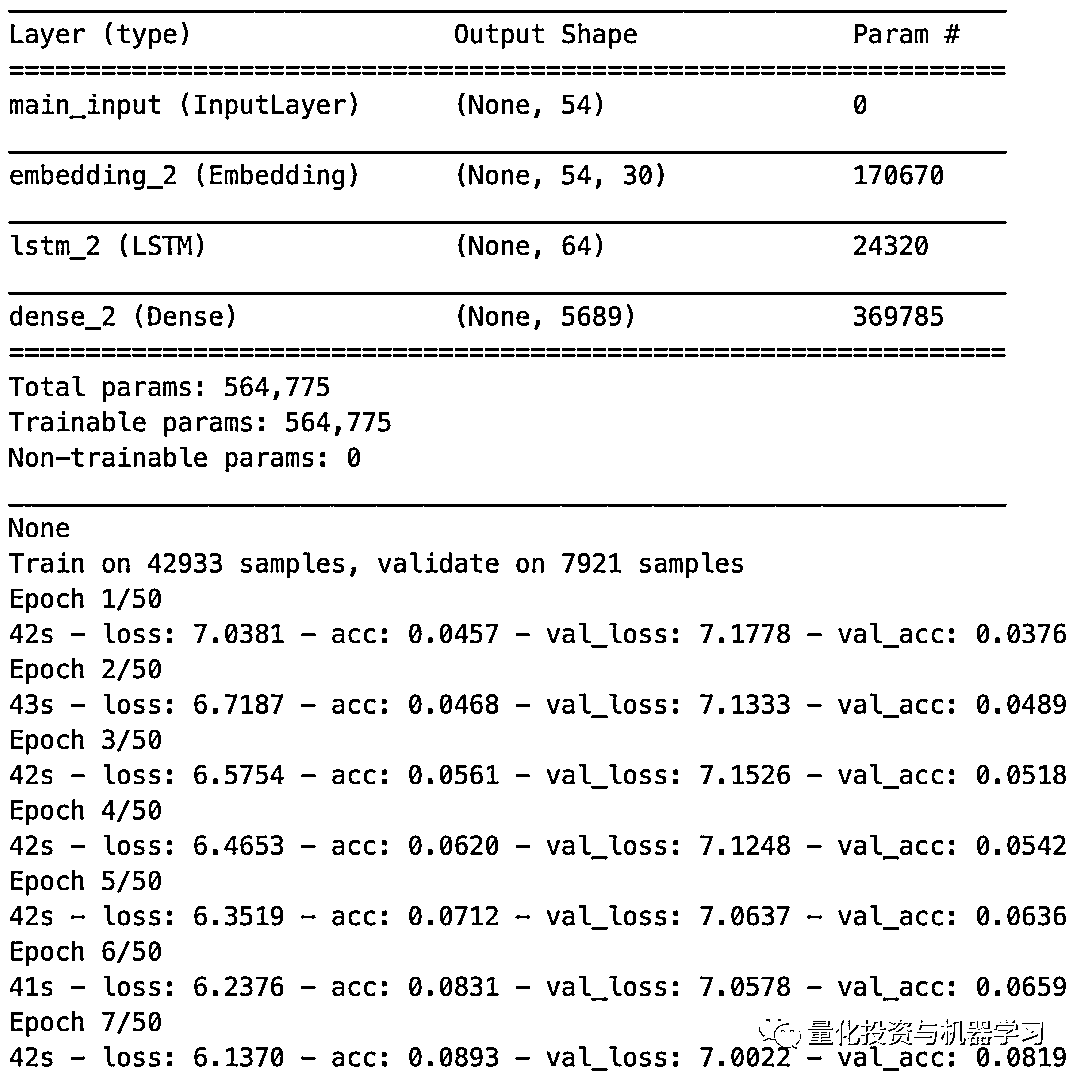 Layer (type) Output Shape Param #
main_input (InputLayer) (None, 54) 0
embedding_2 (Embedding) (None, 54, 30) 170670
lstm_2 (LSTM) (None, 64) 24320
dense_2 (Dense) (None, 5689) 369785
Total params: 564,775
Trainable params: 564,775
Non-trainable params: 0
None
Train on 42933 samples, validate on 7921 samples
Epoch 1/50
42s - loss: 7.0381 - acc: 0.0457 - val_loss: 7.1778 - val_acc: 0.0376
Epoch 2/50
43s - loss: 6.7187 - acc: 0.0468 - val_loss: 7.1333 - val_acc: 0.0489
Epoch 3/50
42s - loss: 6.5754 - acc: 0.0561 - val_loss: 7.1526 - val_acc: 0.0518
Epoch 4/50
42s - loss: 6.4653 - acc: 0.0620 - val_loss: 7.1248 - val_acc: 0.0542
Epoch 5/50
42s - loss: 6.3519 - acc: 0.0712 - val_loss: 7.0637 - val_acc: 0.0636
Epoch 6/50
41s - loss: 6.2376 - acc: 0.0831 - val_loss: 7.0578 - val_acc: 0.0659
Epoch 7/50
42s - loss: 6.1370 - acc: 0.0893 - val_loss: 7.0022 - val_acc: 0.0819
量化投资与机器学习